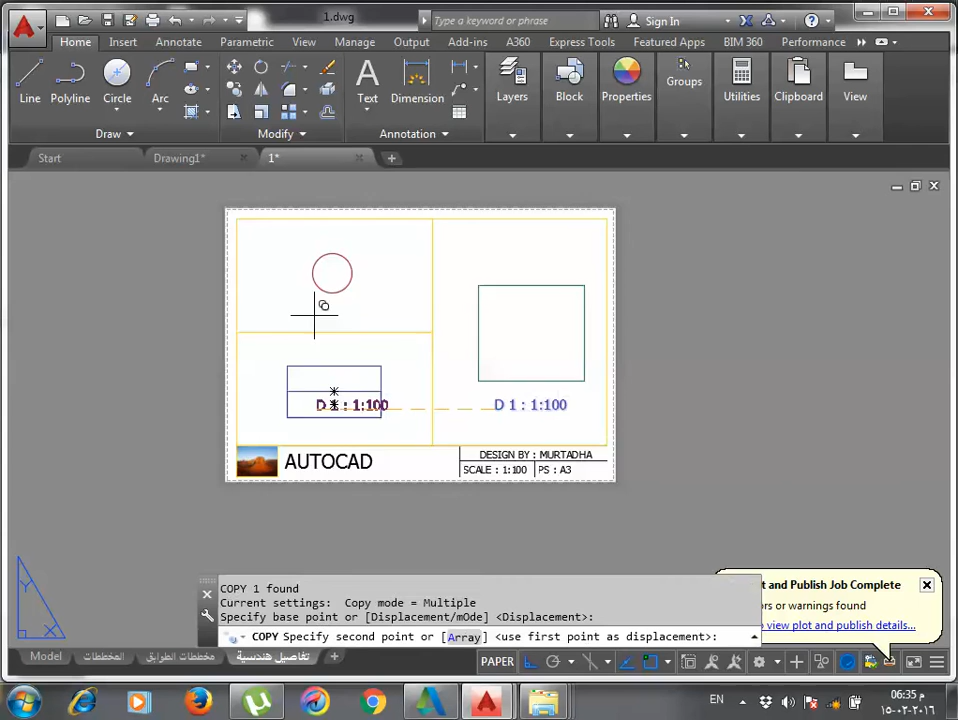 1.dwg
Type a keyword or phrase
Sign In
Home
Insert
Annotate
Parametric
View
Manage
Output
Add-ins
A360
Express Tools
Featured Apps
BIM 360
Performance
Line
Polyline
Circle
Arc
Text
Dimension
Layers
Block
Properties
Groups
Utilities
Clipboard
View
Draw
Modify
Annotation
Start
Drawing1*
1*
D 1 : 1:100
D 1 : 1:100
AUTOCAD
DESIGN BY : MURTADHA
SCALE : 1:100
PS : A3
Y
X
COPY 1 found
Current settings: Copy mode = Multiple
Specify base point or [Displacement/mOde] <Displacement>:
COPY Specify second point or [Array] <use first point as displacement>:
t and Publish Job Complete
ors or warnings found
o view plot and publish details...
Model
المخططات
مخططات الطوابق
تفاصيل هندسية
PAPER
EN
06:35 م
١٥-٠٢-٢٠١٦